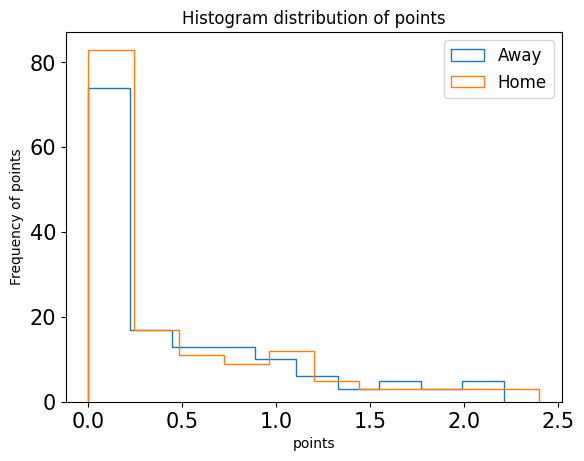 Histogram distribution of points
Away
Home
Frequency of points
80
60
40
20
0
0.0 0.5 1.0 1.5 2.0 2.5
points